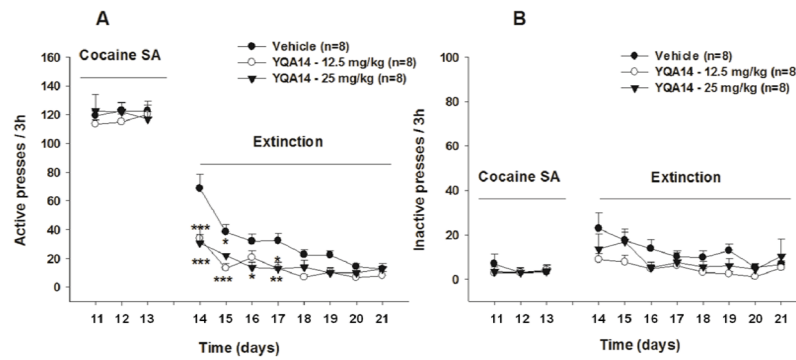 A
Vehicle (n=8)
YQA14 - 12.5 mg/kg (n=8)
YQA14 - 25 mg/kg (n=8)
Cocaine SA
Extinction
Active presses / 3h
160
140
120
100
80
60
40
20
0
***
***
*
***
*
*
**
11 12 13 14 15 16 17 18 19 20 21
Time (days)
B
Vehicle (n=8)
YQA14 - 12.5 mg/kg (n=8)
YQA14 - 25 mg/kg (n=8)
Cocaine SA
Extinction
Inactive presses / 3h
100
80
60
40
20
0
11 12 13 14 15 16 17 18 19 20 21
Time (days)